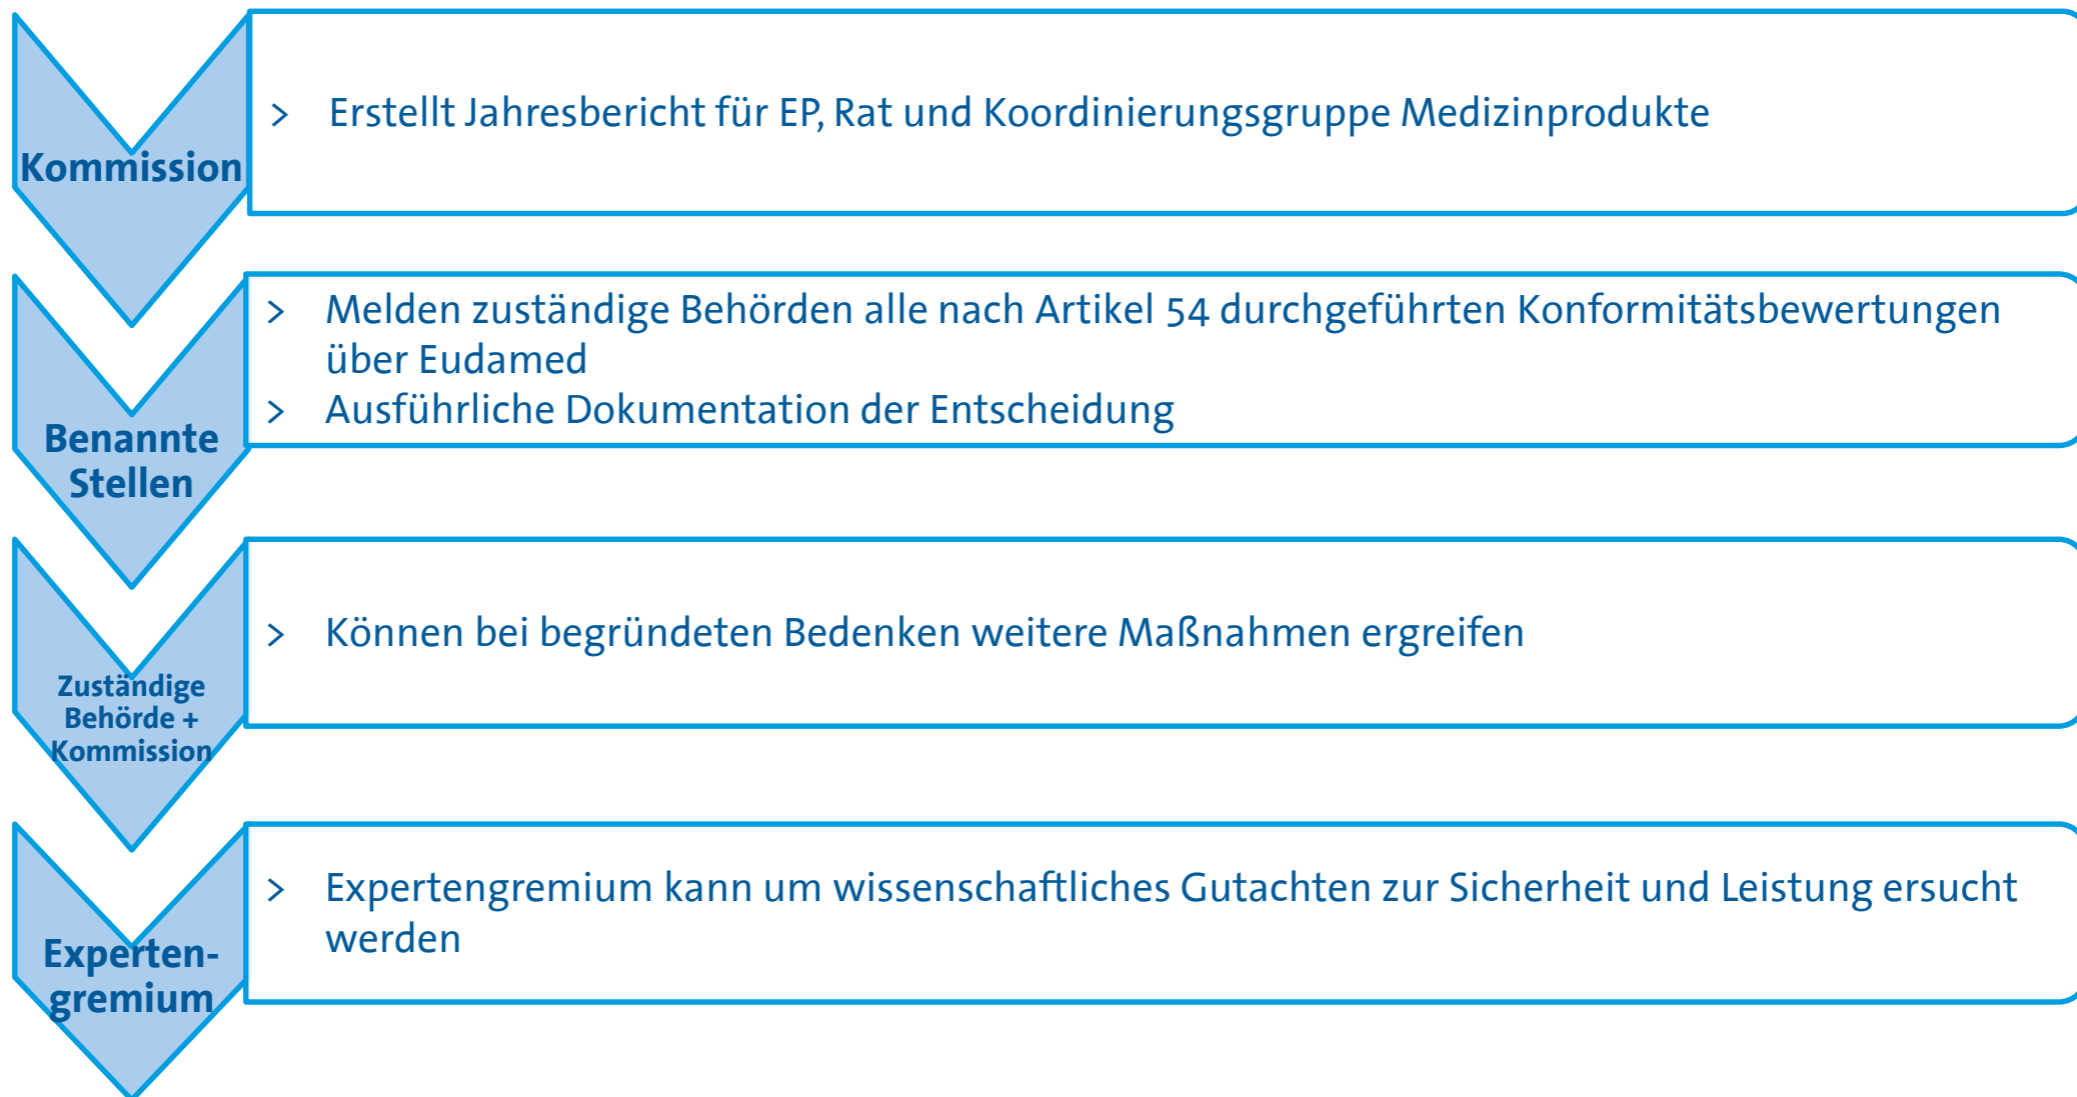 Kommission
> Erstellt Jahresbericht für EP, Rat und Koordinierungsgruppe Medizinprodukte
Benannte
Stellen
> Melden zuständige Behörden alle nach Artikel 54 durchgeführten Konformitätsbewertungen
über Eudamed
> Ausführliche Dokumentation der Entscheidung
Zuständige
Behörde +
Kommission
> Können bei begründeten Bedenken weitere Maßnahmen ergreifen
Experten-
gremium
> Expertengremium kann um wissenschaftliches Gutachten zur Sicherheit und Leistung ersucht
werden